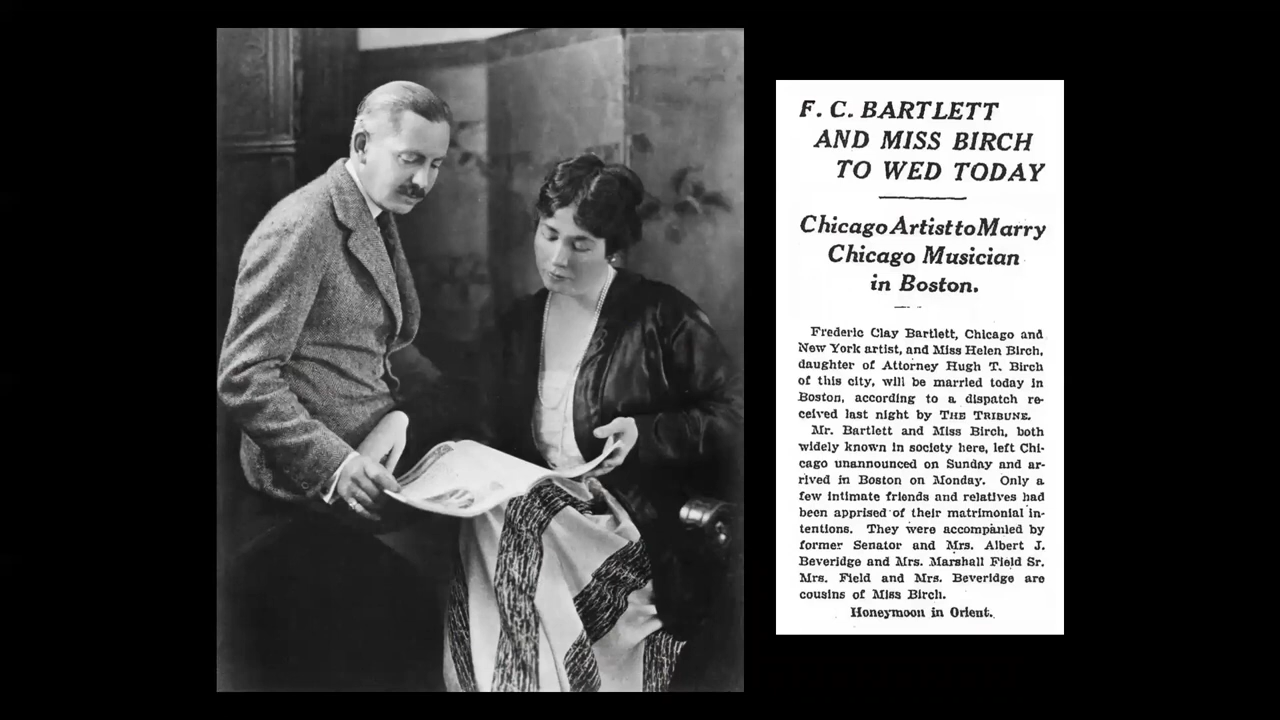 F. C. BARTLETT
AND MISS BIRCH
TO WED TODAY
Chicago Artist to Marry
Chicago Musician
in Boston.
Frederic Clay Bartlett, Chicago and
New York artist, and Miss Helen Birch,
daughter of Attorney Hugh T. Birch
of this city, will be married today in
Boston, according to a dispatch re-
ceived last night by THE TRIBUNE.
Mr. Bartlett and Miss Birch, both
widely known in society here, left Chi-
cago unannounced on Sunday and ar-
rived in Boston on Monday. Only a
few intimate friends and relatives had
been apprised of their matrimonial in-
tentions. They were accompanied by
former Senator and Mrs. Albert J.
Beveridge and Mrs. Marshall Field Sr.
Mrs. Field and Mrs. Beveridge are
cousins of Miss Birch.
Honeymoon in Orient.